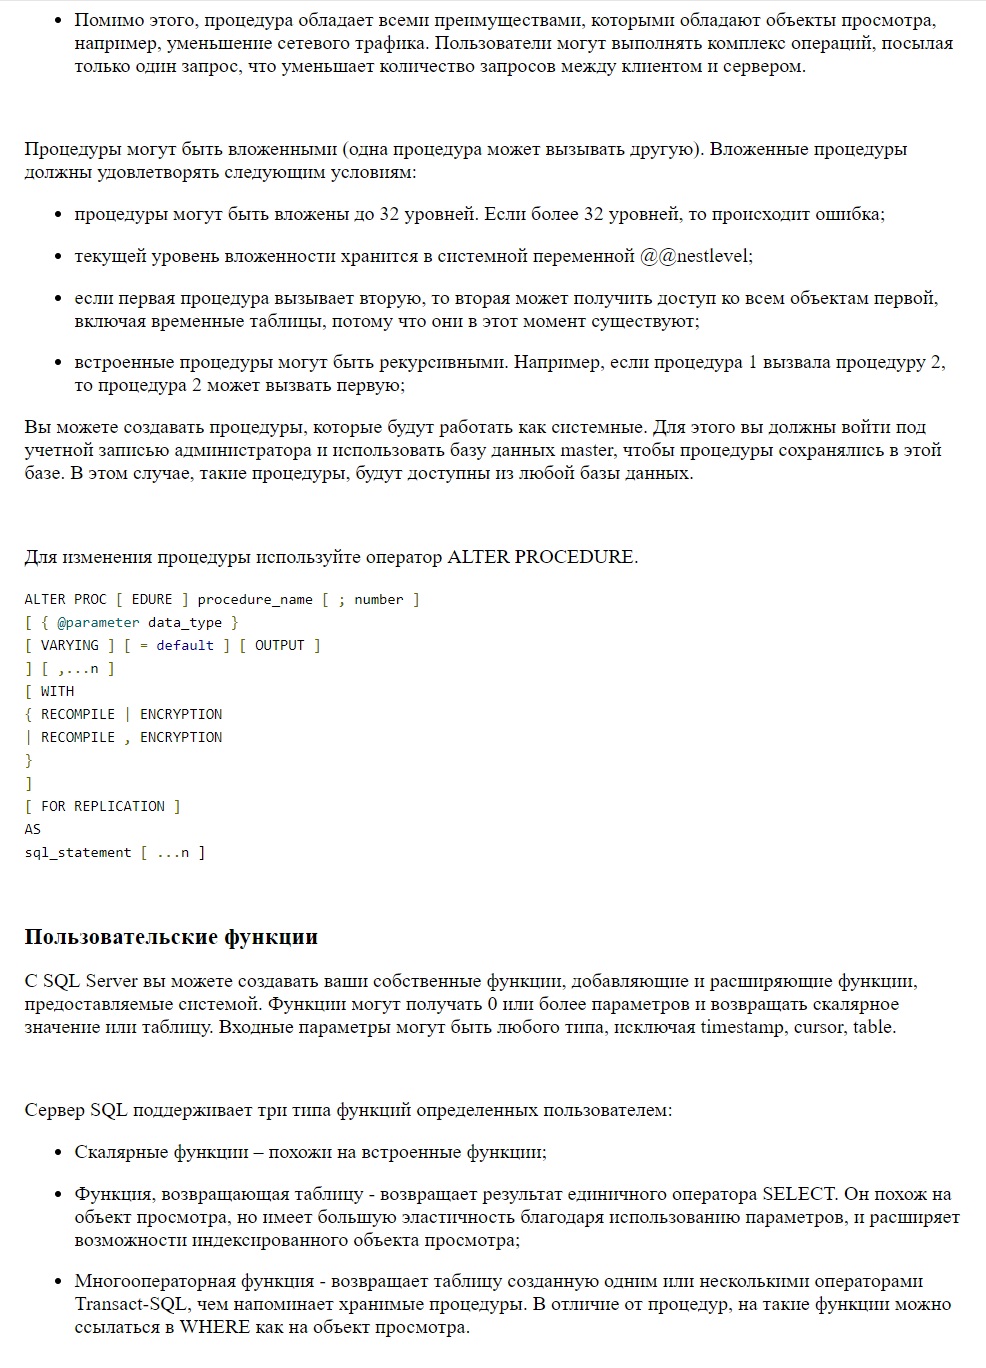 • Помимо этого, процедура обладает всеми преимуществами, которыми обладают объекты просмотра,
например, уменьшение сетевого трафика. Пользователи могут выполнять комплекс операций, посылая
только один запрос, что уменьшает количество запросов между клиентом и сервером.
Процедуры могут быть вложенными (одна процедура может вызывать другую). Вложенные процедуры
должны удовлетворять следующим условиям:
• процедуры могут быть вложены до 32 уровней. Если более 32 уровней, то происходит ошибка;
• текущей уровень вложенности хранится в системной переменной @@nestlevel;
• если первая процедура вызывает вторую, то вторая может получить доступ ко всем объектам первой,
включая временные таблицы, потому что они в этот момент существуют;
• встроенные процедуры могут быть рекурсивными. Например, если процедура 1 вызвала процедуру 2,
то процедура 2 может вызвать первую;
Вы можете создавать процедуры, которые будут работать как системные. Для этого вы должны войти под
учетной записью администратора и использовать базу данных master, чтобы процедуры сохранялись в этой
базе. В этом случае, такие процедуры, будут доступны из любой базы данных.
Для изменения процедуры используйте оператор ALTER PROCEDURE.
ALTER PROC [ EDURE ] procedure_name [ ; number ]
[ { @parameter data_type }
[ VARYING ] [ = default ] [ OUTPUT ]
] [ ,...n ]
[ WITH
{ RECOMPILE | ENCRYPTION
| RECOMPILE , ENCRYPTION
}
]
[ FOR REPLICATION ]
AS
sql_statement [ ...n ]
Пользовательские функции
С SQL Server вы можете создавать ваши собственные функции, добавляющие и расширяющие функции,
предоставляемые системой. Функции могут получать 0 или более параметров и возвращать скалярное
значение или таблицу. Входные параметры могут быть любого типа, исключая timestamp, cursor, table.
Сервер SQL поддерживает три типа функций определенных пользователем:
• Скалярные функции – похожи на встроенные функции;
• Функция, возвращающая таблицу - возвращает результат единичного оператора SELECT. Он похож на
объект просмотра, но имеет большую эластичность благодаря использованию параметров, и расширяет
возможности индексированного объекта просмотра;
• Многооператорная функция - возвращает таблицу созданную одним или несколькими операторами
Transact-SQL, чем напоминает хранимые процедуры. В отличие от процедур, на такие функции можно
ссылаться в WHERE как на объект просмотра.